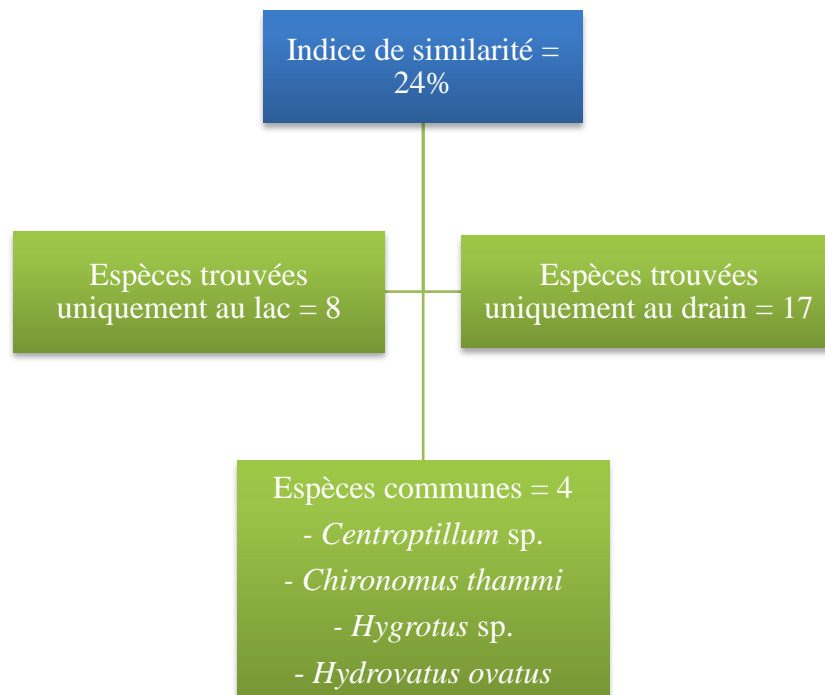 Indice de similarité =
24%
Espèces trouvées
uniquement au lac = 8
Espèces trouvées
uniquement au drain = 17
Espèces communes = 4
- Centroptillum sp.
- Chironomus thammi
- Hygrotus sp.
- Hydrovatus ovatus